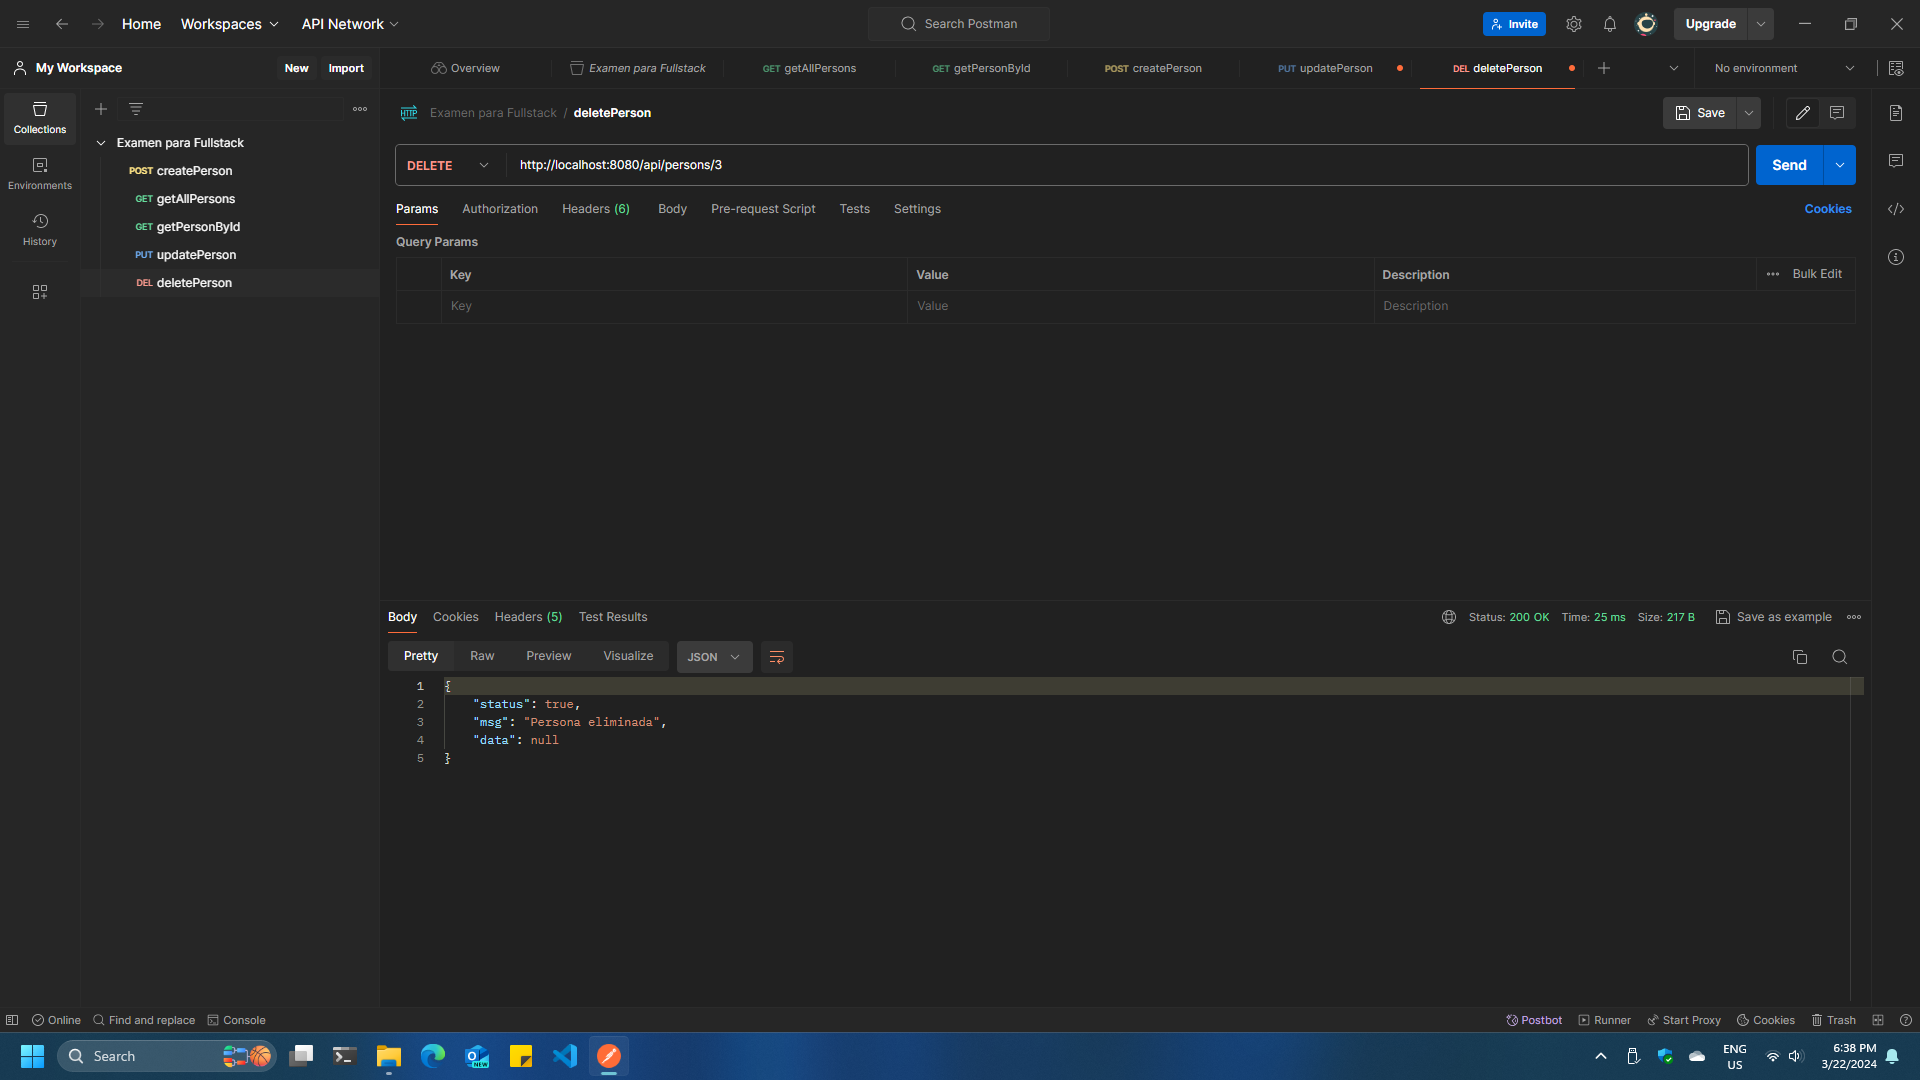 Home Workspaces API Network Search Postman Invite Upgrade
My Workspace New Import Overview Examen para Fullstack GET getAllPersons GET getPersonById POST createPerson PUT updatePerson DEL deletePerson No environment
Collections
Environments
History
Examen para Fullstack
POST createPerson
GET getAllPersons
GET getPersonById
PUT updatePerson
DEL deletePerson
HTTP Examen para Fullstack / deletePerson Save
DELETE http://localhost:8080/api/persons/3 Send
Params Authorization Headers (6) Body Pre-request Script Tests Settings Cookies
Query Params
Key Value Description Bulk Edit
Key Value Description
Body Cookies Headers (5) Test Results Status: 200 OK Time: 25 ms Size: 217 B Save as example
Pretty Raw Preview Visualize JSON
1 {
2 "status": true,
3 "msg": "Persona eliminada",
4 "data": null
5 }
Online Find and replace Console Postbot Runner Start Proxy Cookies Trash
Search NEW ENG US 6:38 PM 3/22/2024